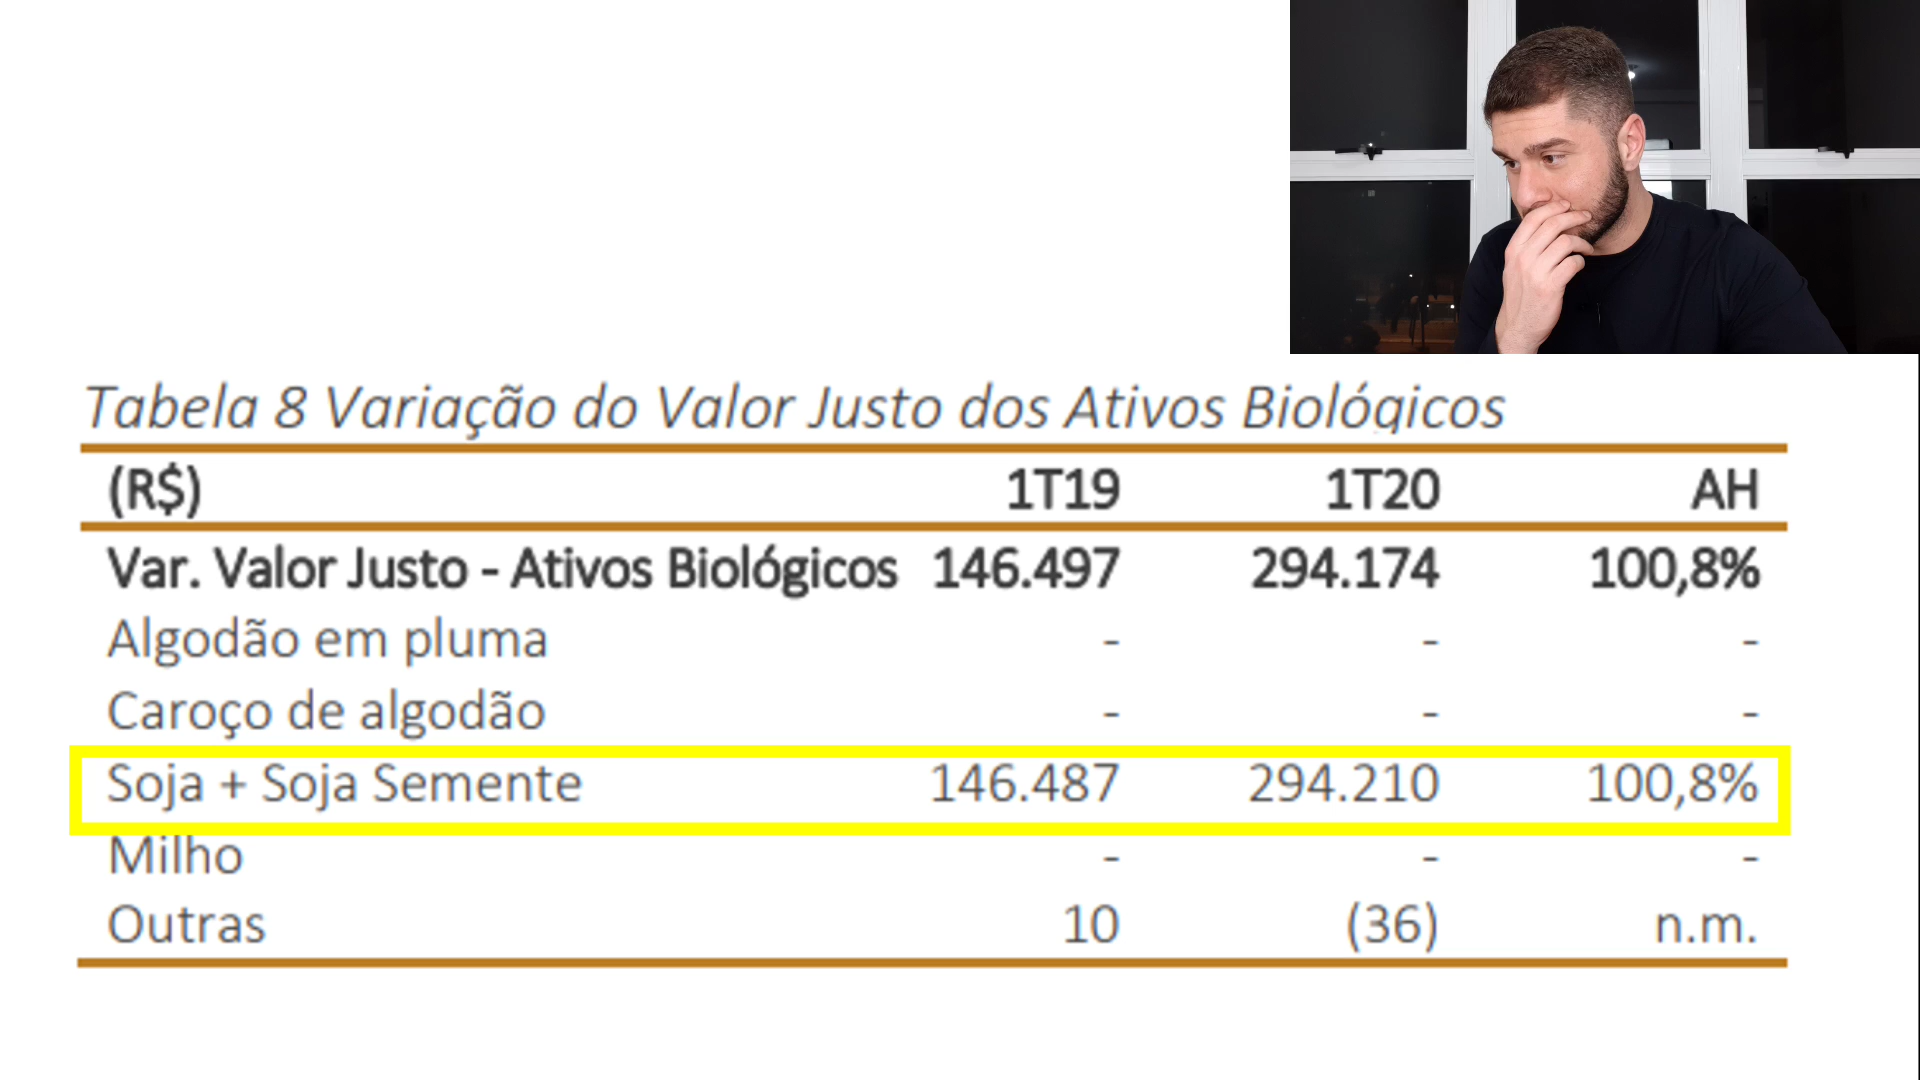 Tabela 8 Variação do Valor Justo dos Ativos Biológicos
(R$) 1T19 1T20 AH
Var. Valor Justo - Ativos Biológicos 146.497 294.174 100,8%
Algodão em pluma - - -
Caroço de algodão - - -
Soja + Soja Semente 146.487 294.210 100,8%
Milho - - -
Outras 10 (36) n.m.